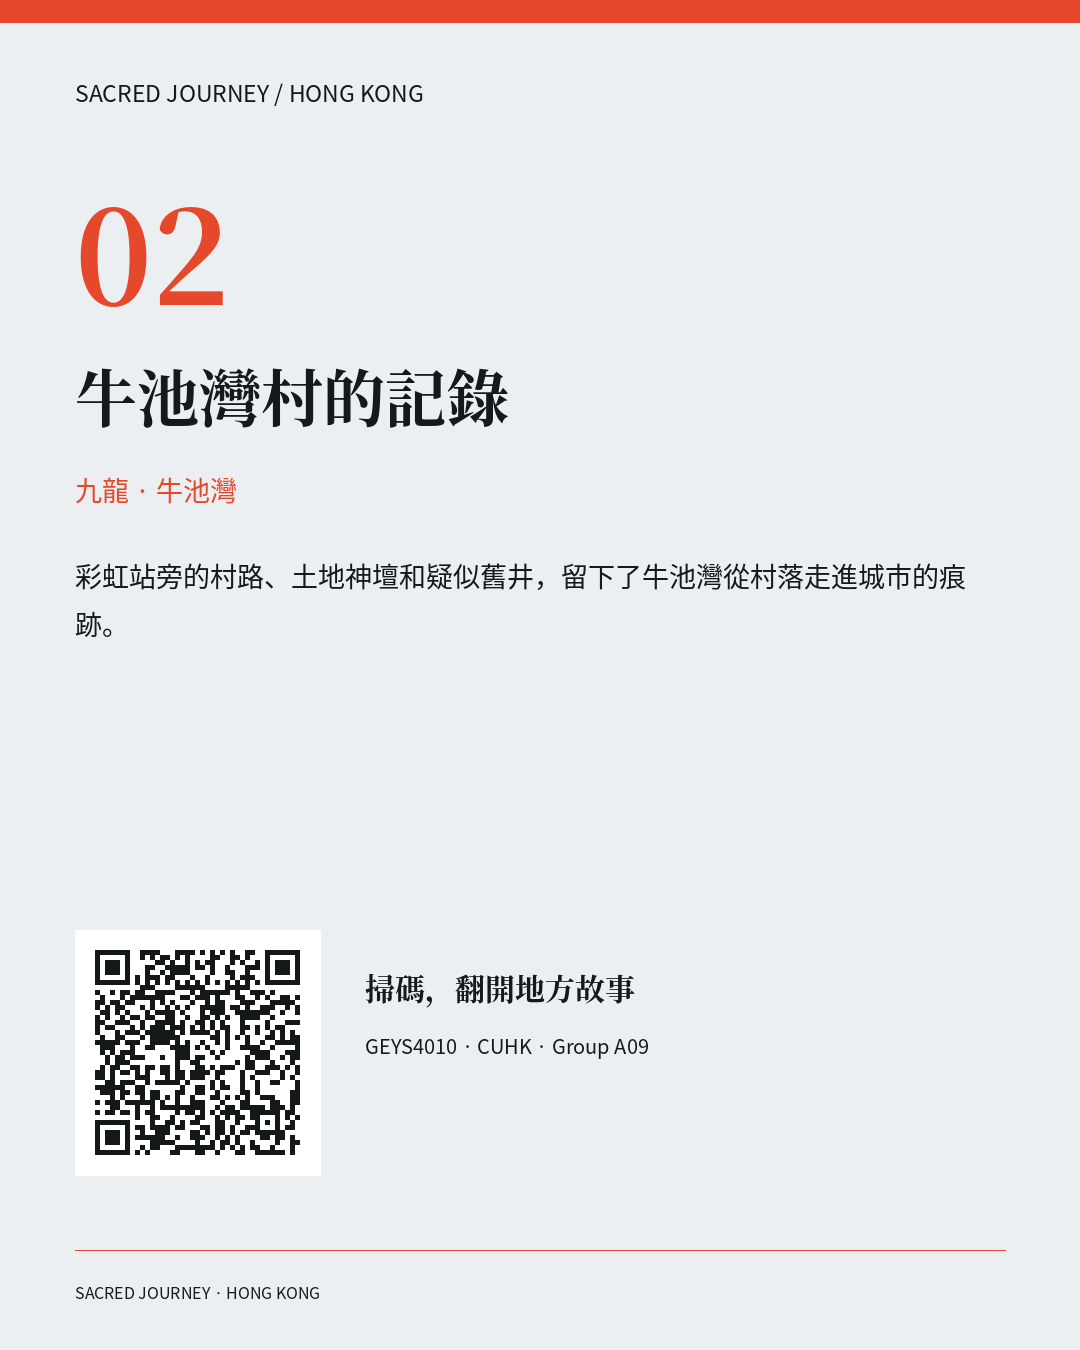 SACRED JOURNEY / HONG KONG
02
牛池灣村的記錄
九龍 · 牛池灣
彩虹站旁的村路、土地神壇和疑似舊井，留下了牛池灣從村落走進城市的痕
跡。
掃碼，翻開地方故事
GEYS4010 · CUHK · Group A09
SACRED JOURNEY · HONG KONG